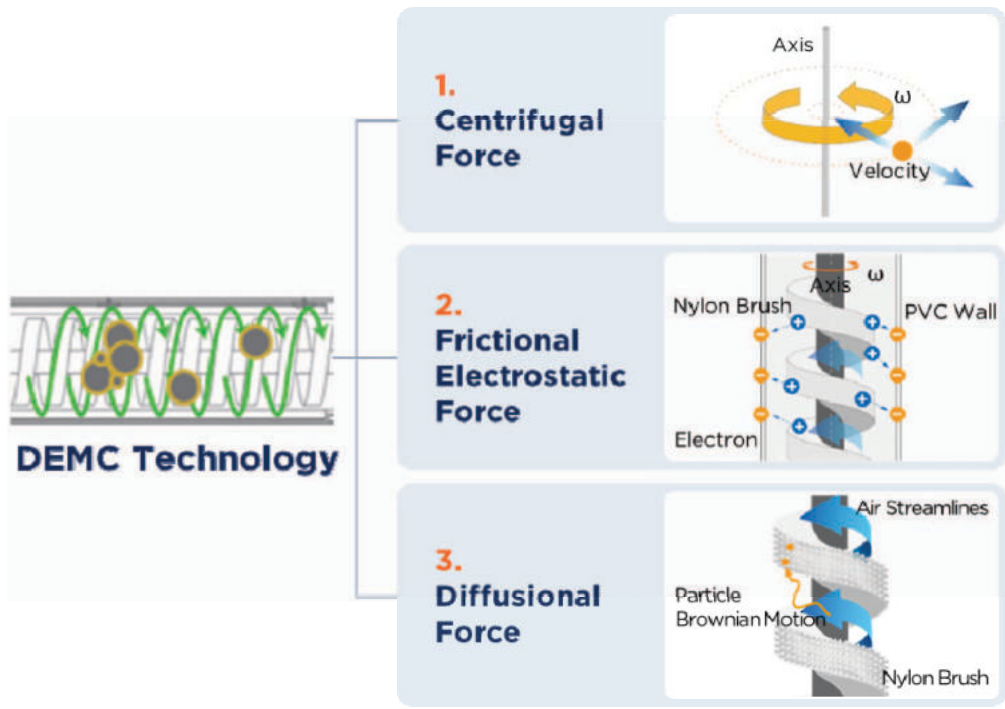 DEMC Technology
1.
Centrifugal
Force
Axis
ω
Velocity
2.
Frictional
Electrostatic
Force
ω
Axis
Nylon Brush
PVC Wall
Electron
3.
Diffusional
Force
Air Streamlines
Particle
Brownian Motion
Nylon Brush